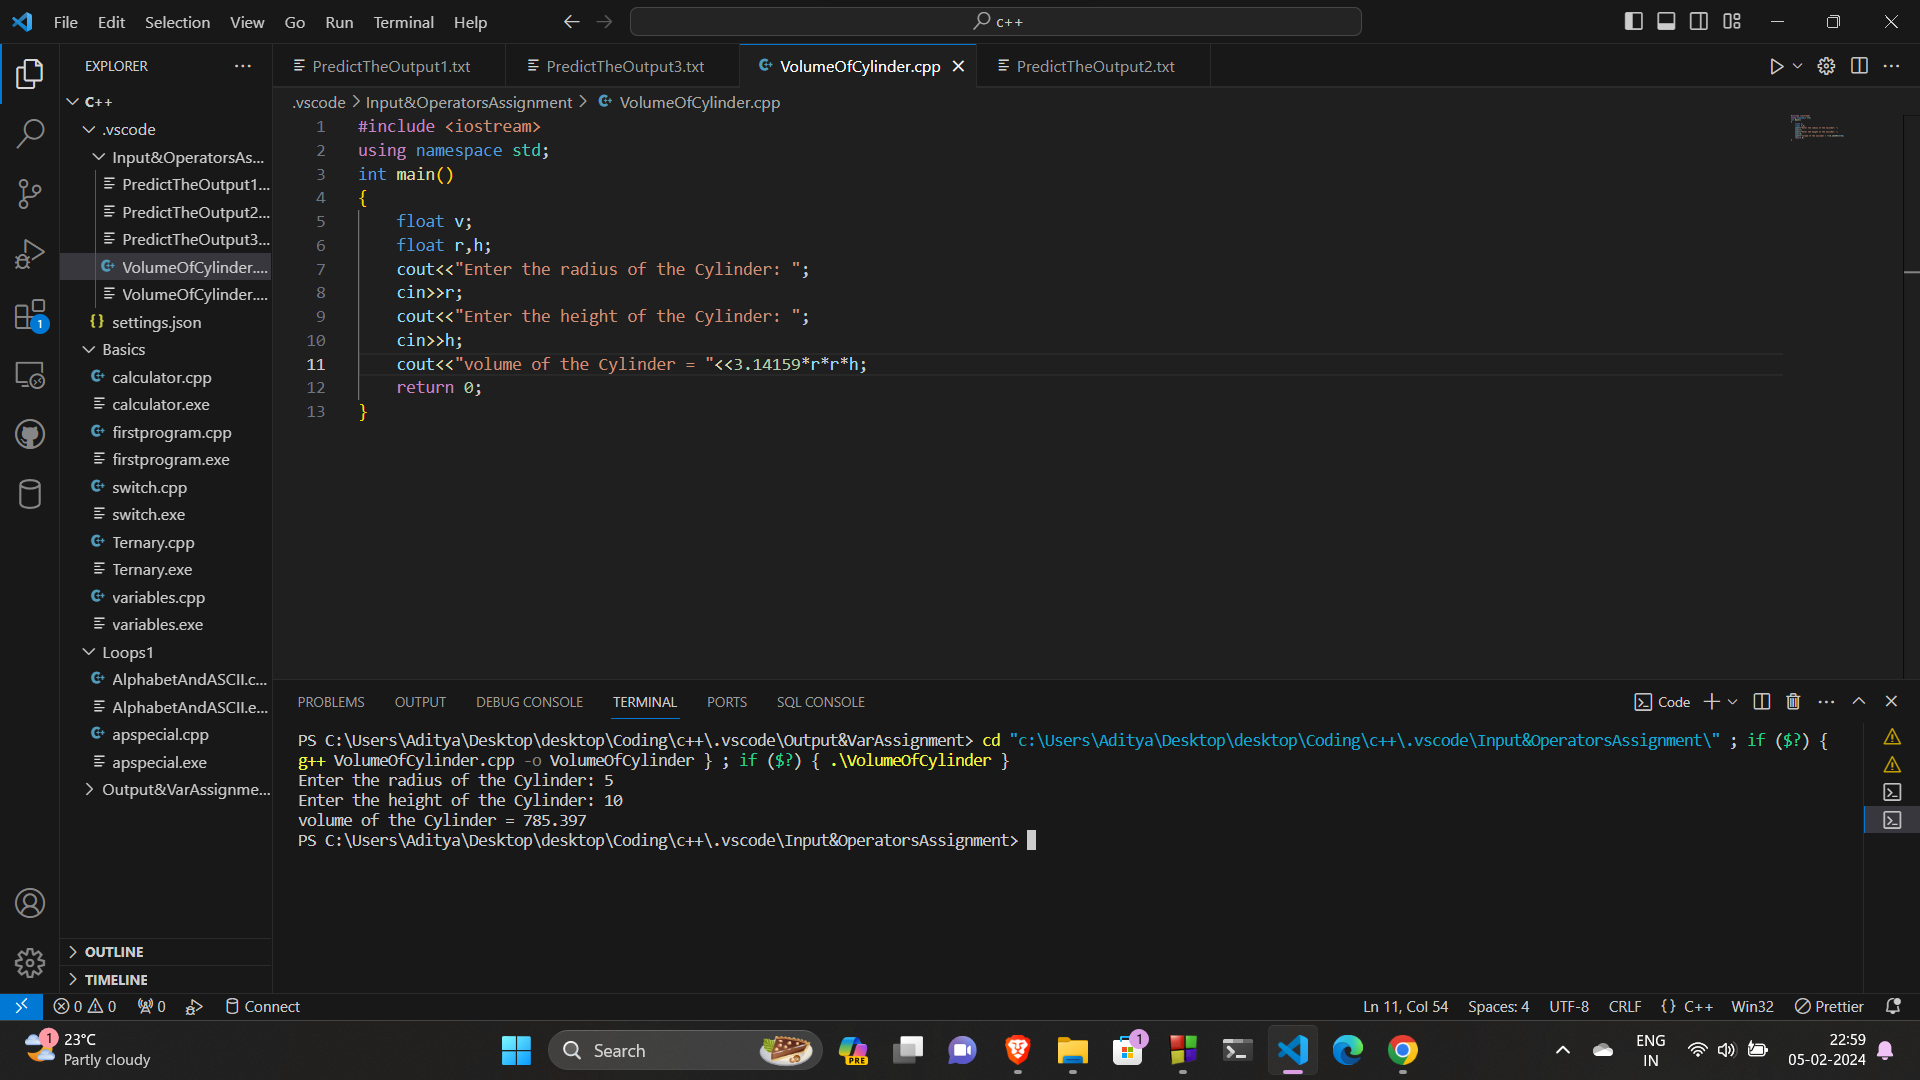 File Edit Selection View Go Run Terminal Help
c++
EXPLORER
C++
.vscode
Input&OperatorsAs...
PredictTheOutput1...
PredictTheOutput2...
PredictTheOutput3...
VolumeOfCylinder....
VolumeOfCylinder....
settings.json
Basics
calculator.cpp
calculator.exe
firstprogram.cpp
firstprogram.exe
switch.cpp
switch.exe
Ternary.cpp
Ternary.exe
variables.cpp
variables.exe
Loops1
AlphabetAndASCII.c...
AlphabetAndASCII.e...
apspecial.cpp
apspecial.exe
Output&VarAssignme...
OUTLINE
TIMELINE
1
PredictTheOutput1.txt PredictTheOutput3.txt VolumeOfCylinder.cpp PredictTheOutput2.txt
.vscode > Input&OperatorsAssignment > VolumeOfCylinder.cpp
1 #include <iostream>
2 using namespace std;
3 int main()
4 {
5 float v;
6 float r,h;
7 cout<<"Enter the radius of the Cylinder: ";
8 cin>>r;
9 cout<<"Enter the height of the Cylinder: ";
10 cin>>h;
11 cout<<"volume of the Cylinder = "<<3.14159*r*r*h;
12 return 0;
13 }
PROBLEMS OUTPUT DEBUG CONSOLE TERMINAL PORTS SQL CONSOLE
Code
PS C:\Users\Aditya\Desktop\desktop\Coding\c++\.vscode\Output&VarAssignment> cd "c:\Users\Aditya\Desktop\desktop\Coding\c++\.vscode\Input&OperatorsAssignment\" ; if ($?) {
g++ VolumeOfCylinder.cpp -o VolumeOfCylinder } ; if ($?) { .\VolumeOfCylinder }
Enter the radius of the Cylinder: 5
Enter the height of the Cylinder: 10
volume of the Cylinder = 785.397
PS C:\Users\Aditya\Desktop\desktop\Coding\c++\.vscode\Input&OperatorsAssignment>
0 0 0 Connect
Ln 11, Col 54 Spaces: 4 UTF-8 CRLF {} C++ Win32 Prettier
1
23°C
Partly cloudy
Search
PRE
1
ENG
IN
22:59
05-02-2024